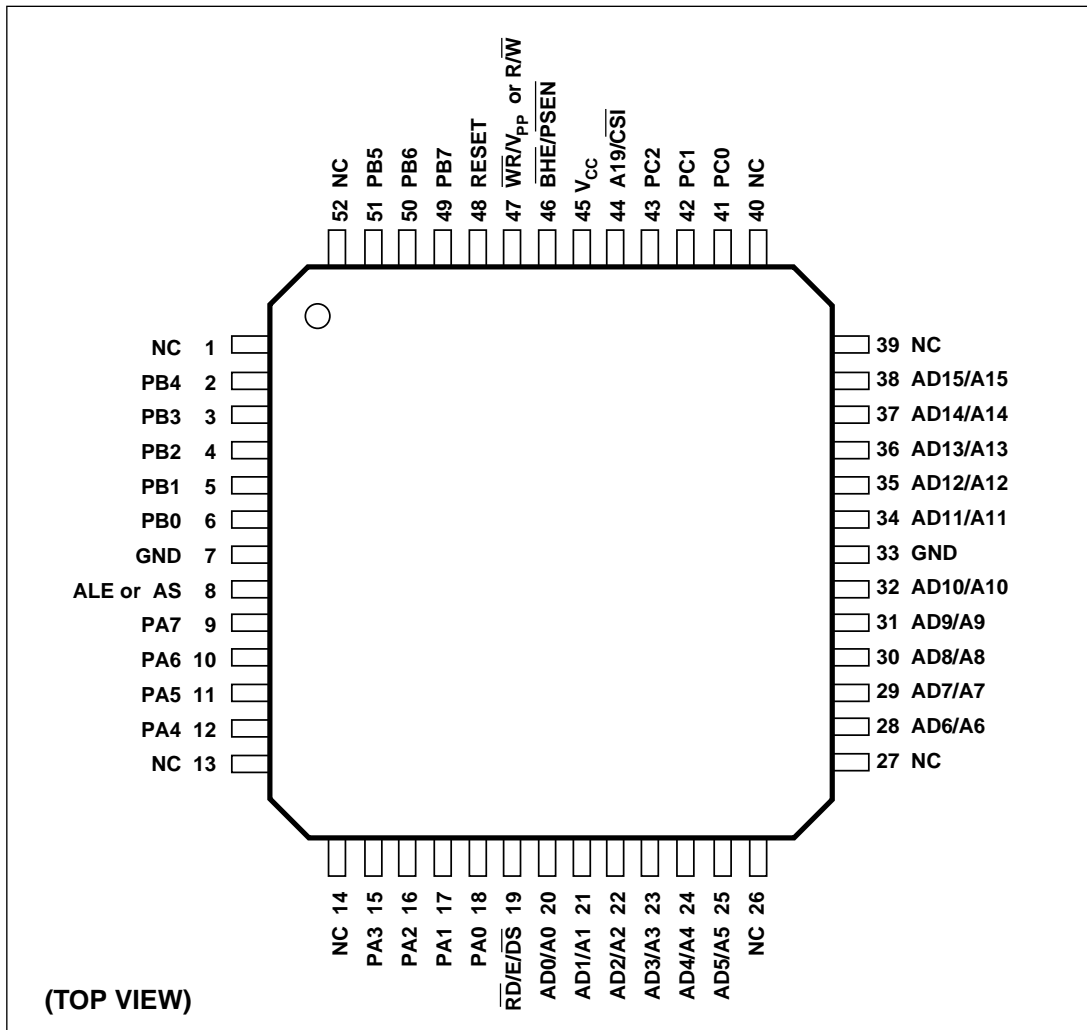 52 NC
51 PB5
50 PB6
49 PB7
48 RESET
47 W̅R̅/VPP or R/W̅
46 B̅H̅E̅/P̅S̅E̅N̅
45 VCC
44 A19/C̅S̅I̅
43 PC2
42 PC1
41 PC0
40 NC
NC 1
PB4 2
PB3 3
PB2 4
PB1 5
PB0 6
GND 7
ALE or AS 8
PA7 9
PA6 10
PA5 11
PA4 12
NC 13
39 NC
38 AD15/A15
37 AD14/A14
36 AD13/A13
35 AD12/A12
34 AD11/A11
33 GND
32 AD10/A10
31 AD9/A9
30 AD8/A8
29 AD7/A7
28 AD6/A6
27 NC
NC 14
PA3 15
PA2 16
PA1 17
PA0 18
R̅D̅/E/D̅S̅ 19
AD0/A0 20
AD1/A1 21
AD2/A2 22
AD3/A3 23
AD4/A4 24
AD5/A5 25
NC 26
(TOP VIEW)